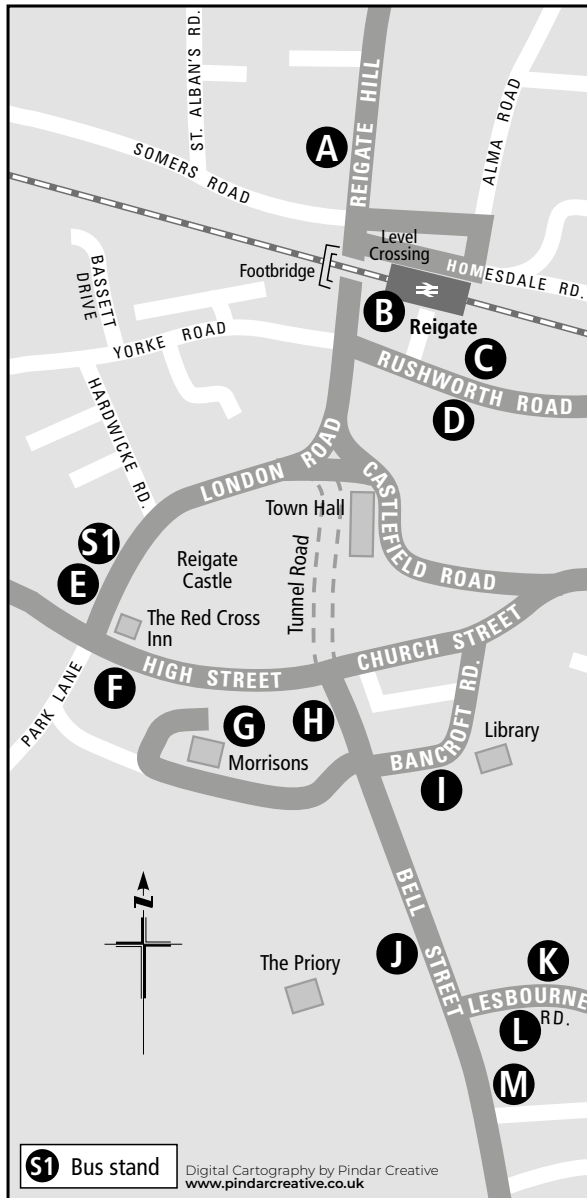 ST. ALBAN'S RD.
REIGATE HILL
ALMA ROAD
A
SOMERS ROAD
Level
Crossing
Footbridge
HOMESDALE RD.
BASSETT
DRIVE
B
Reigate
YORKE ROAD
C
RUSHWORTH ROAD
D
HARDWICKE RD.
LONDON ROAD
CASTLEFIELD ROAD
Town Hall
S1
Reigate
Castle
Tunnel Road
E
The Red Cross
Inn
CHURCH STREET
HIGH STREET
PARK LANE
F
G
H
BANCROFT RD.
Library
Morrisons
I
BELL STREET
N
J
The Priory
K
LESBOURNE
RD.
L
M
S1 Bus stand
Digital Cartography by Pindar Creative
www.pindarcreative.co.uk